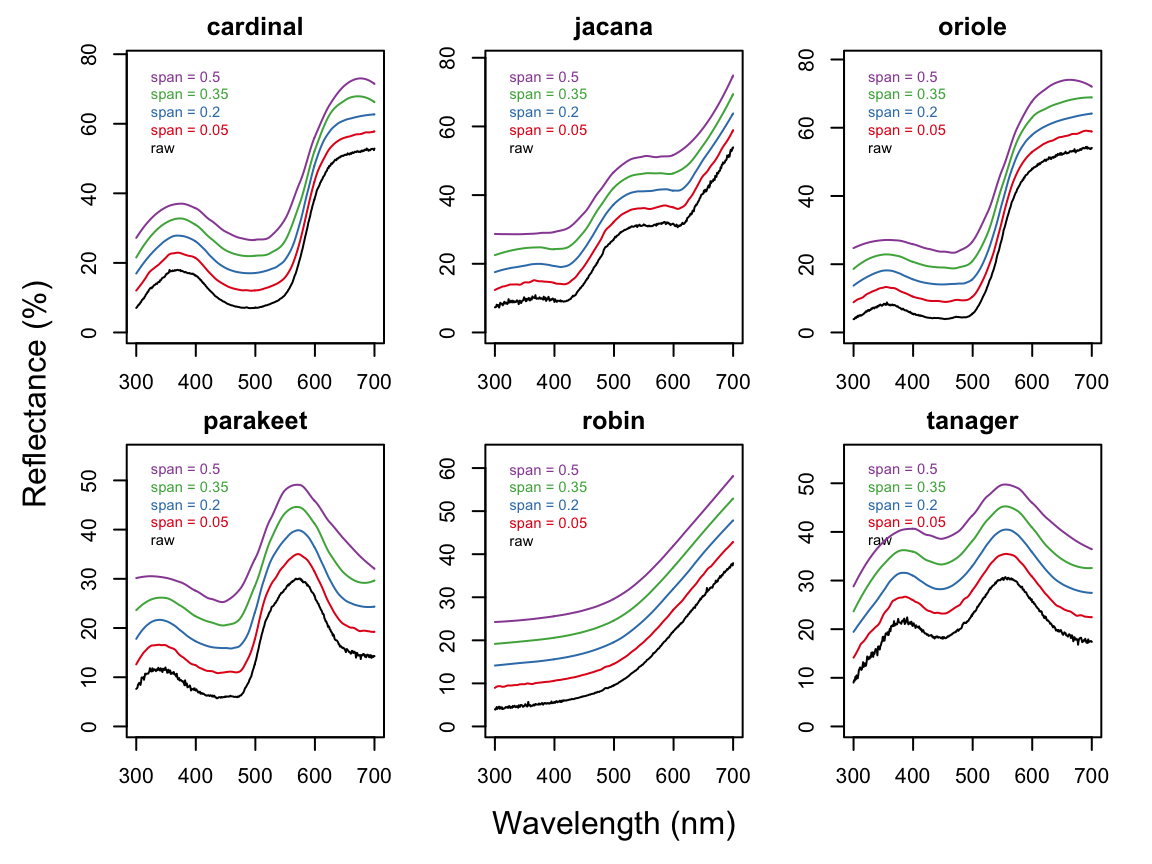 cardinal
80
60
40
20
0
span = 0.5
span = 0.35
span = 0.2
span = 0.05
raw
300 400 500 600 700
jacana
80
60
40
20
0
span = 0.5
span = 0.35
span = 0.2
span = 0.05
raw
300 400 500 600 700
oriole
80
60
40
20
0
span = 0.5
span = 0.35
span = 0.2
span = 0.05
raw
300 400 500 600 700
Reflectance (%)
parakeet
50
40
30
20
10
0
span = 0.5
span = 0.35
span = 0.2
span = 0.05
raw
300 400 500 600 700
robin
60
50
40
30
20
10
0
span = 0.5
span = 0.35
span = 0.2
span = 0.05
raw
300 400 500 600 700
tanager
50
40
30
20
10
0
span = 0.5
span = 0.35
span = 0.2
span = 0.05
raw
300 400 500 600 700
Wavelength (nm)